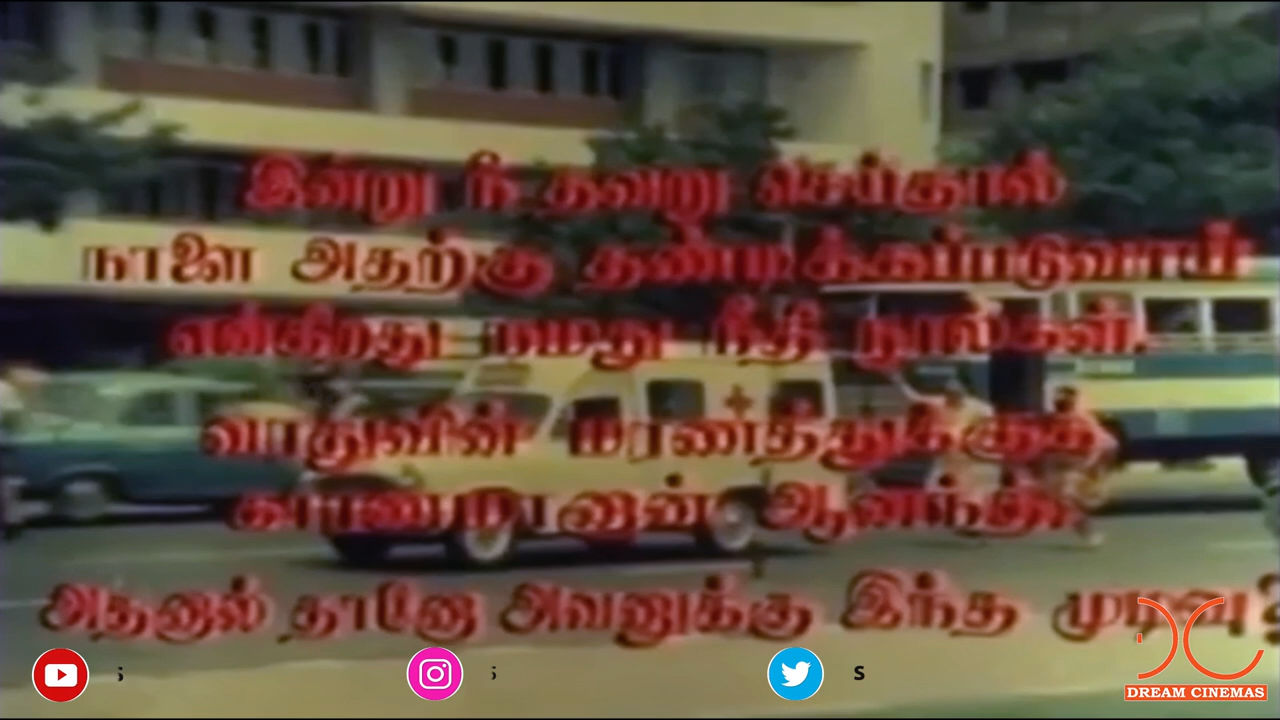 இன்று நீ தவறு செய்தால்
நாளை அதற்கு தண்டிக்கப்படுவாய்
என்கிறது நமது நீதி நூல்கள்.
மரணத்துக்குக்
காரணமானவன் ஆனந்த்.
அதனால் தானே அவனுக்கு இந்த முடிவு?
S
DC
DREAM CINEMAS